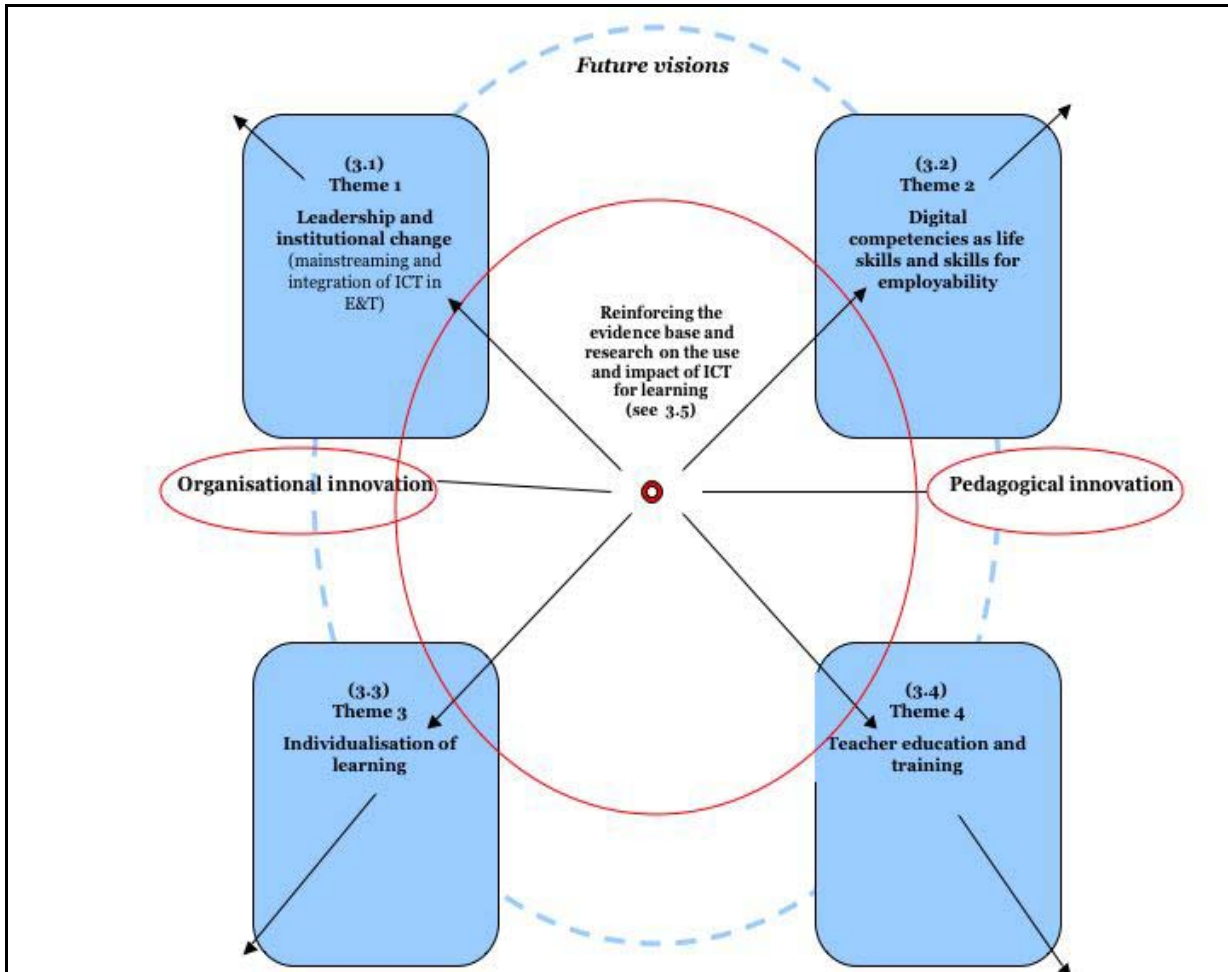 Future visions
(3.1)
Theme 1
Leadership and
institutional change
(mainstreaming and
integration of ICT in
E&T)
(3.2)
Theme 2
Digital
competencies as life
skills and skills for
employability
Reinforcing the
evidence base and
research on the use
and impact of ICT
for learning
(see 3.5)
Organisational innovation
Pedagogical innovation
(3.3)
Theme 3
Individualisation of
learning
(3.4)
Theme 4
Teacher education and
training